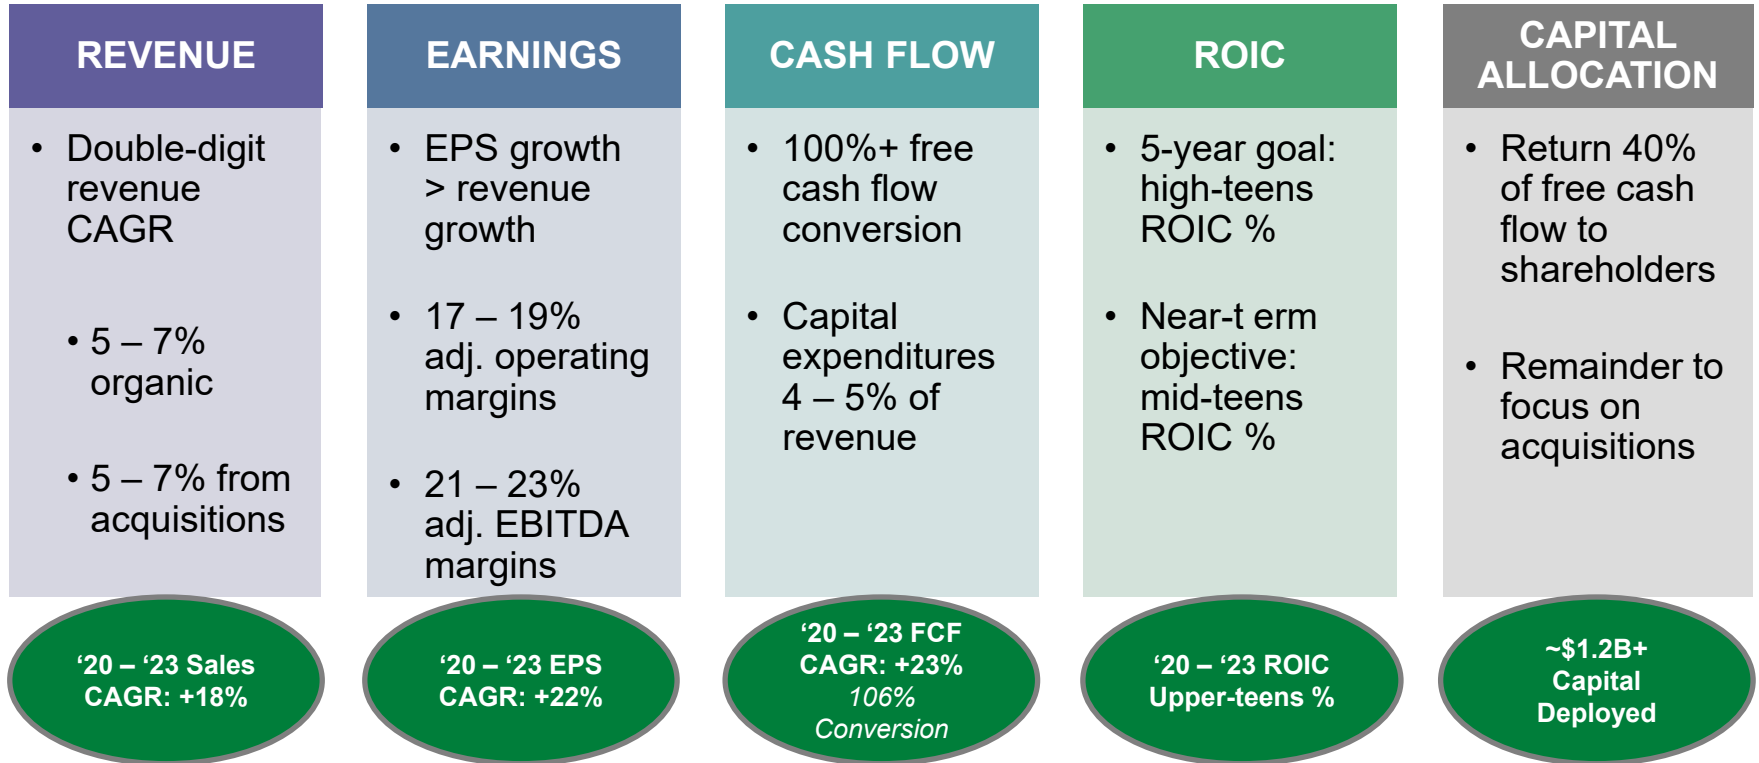 REVENUE
• Double-digit
revenue
CAGR
• 5 – 7%
organic
• 5 – 7% from
acquisitions
‘20 – ‘23 Sales
CAGR: +18%
EARNINGS
• EPS growth
> revenue
growth
• 17 – 19%
adj. operating
margins
• 21 – 23%
adj. EBITDA
margins
‘20 – ‘23 EPS
CAGR: +22%
CASH FLOW
• 100%+ free
cash flow
conversion
• Capital
expenditures
4 – 5% of
revenue
‘20 – ‘23 FCF
CAGR: +23%
106%
Conversion
ROIC
• 5-year goal:
high-teens
ROIC %
• Near-t erm
objective:
mid-teens
ROIC %
‘20 – ‘23 ROIC
Upper-teens %
CAPITAL
ALLOCATION
• Return 40%
of free cash
flow to
shareholders
• Remainder to
focus on
acquisitions
~$1.2B+
Capital
Deployed